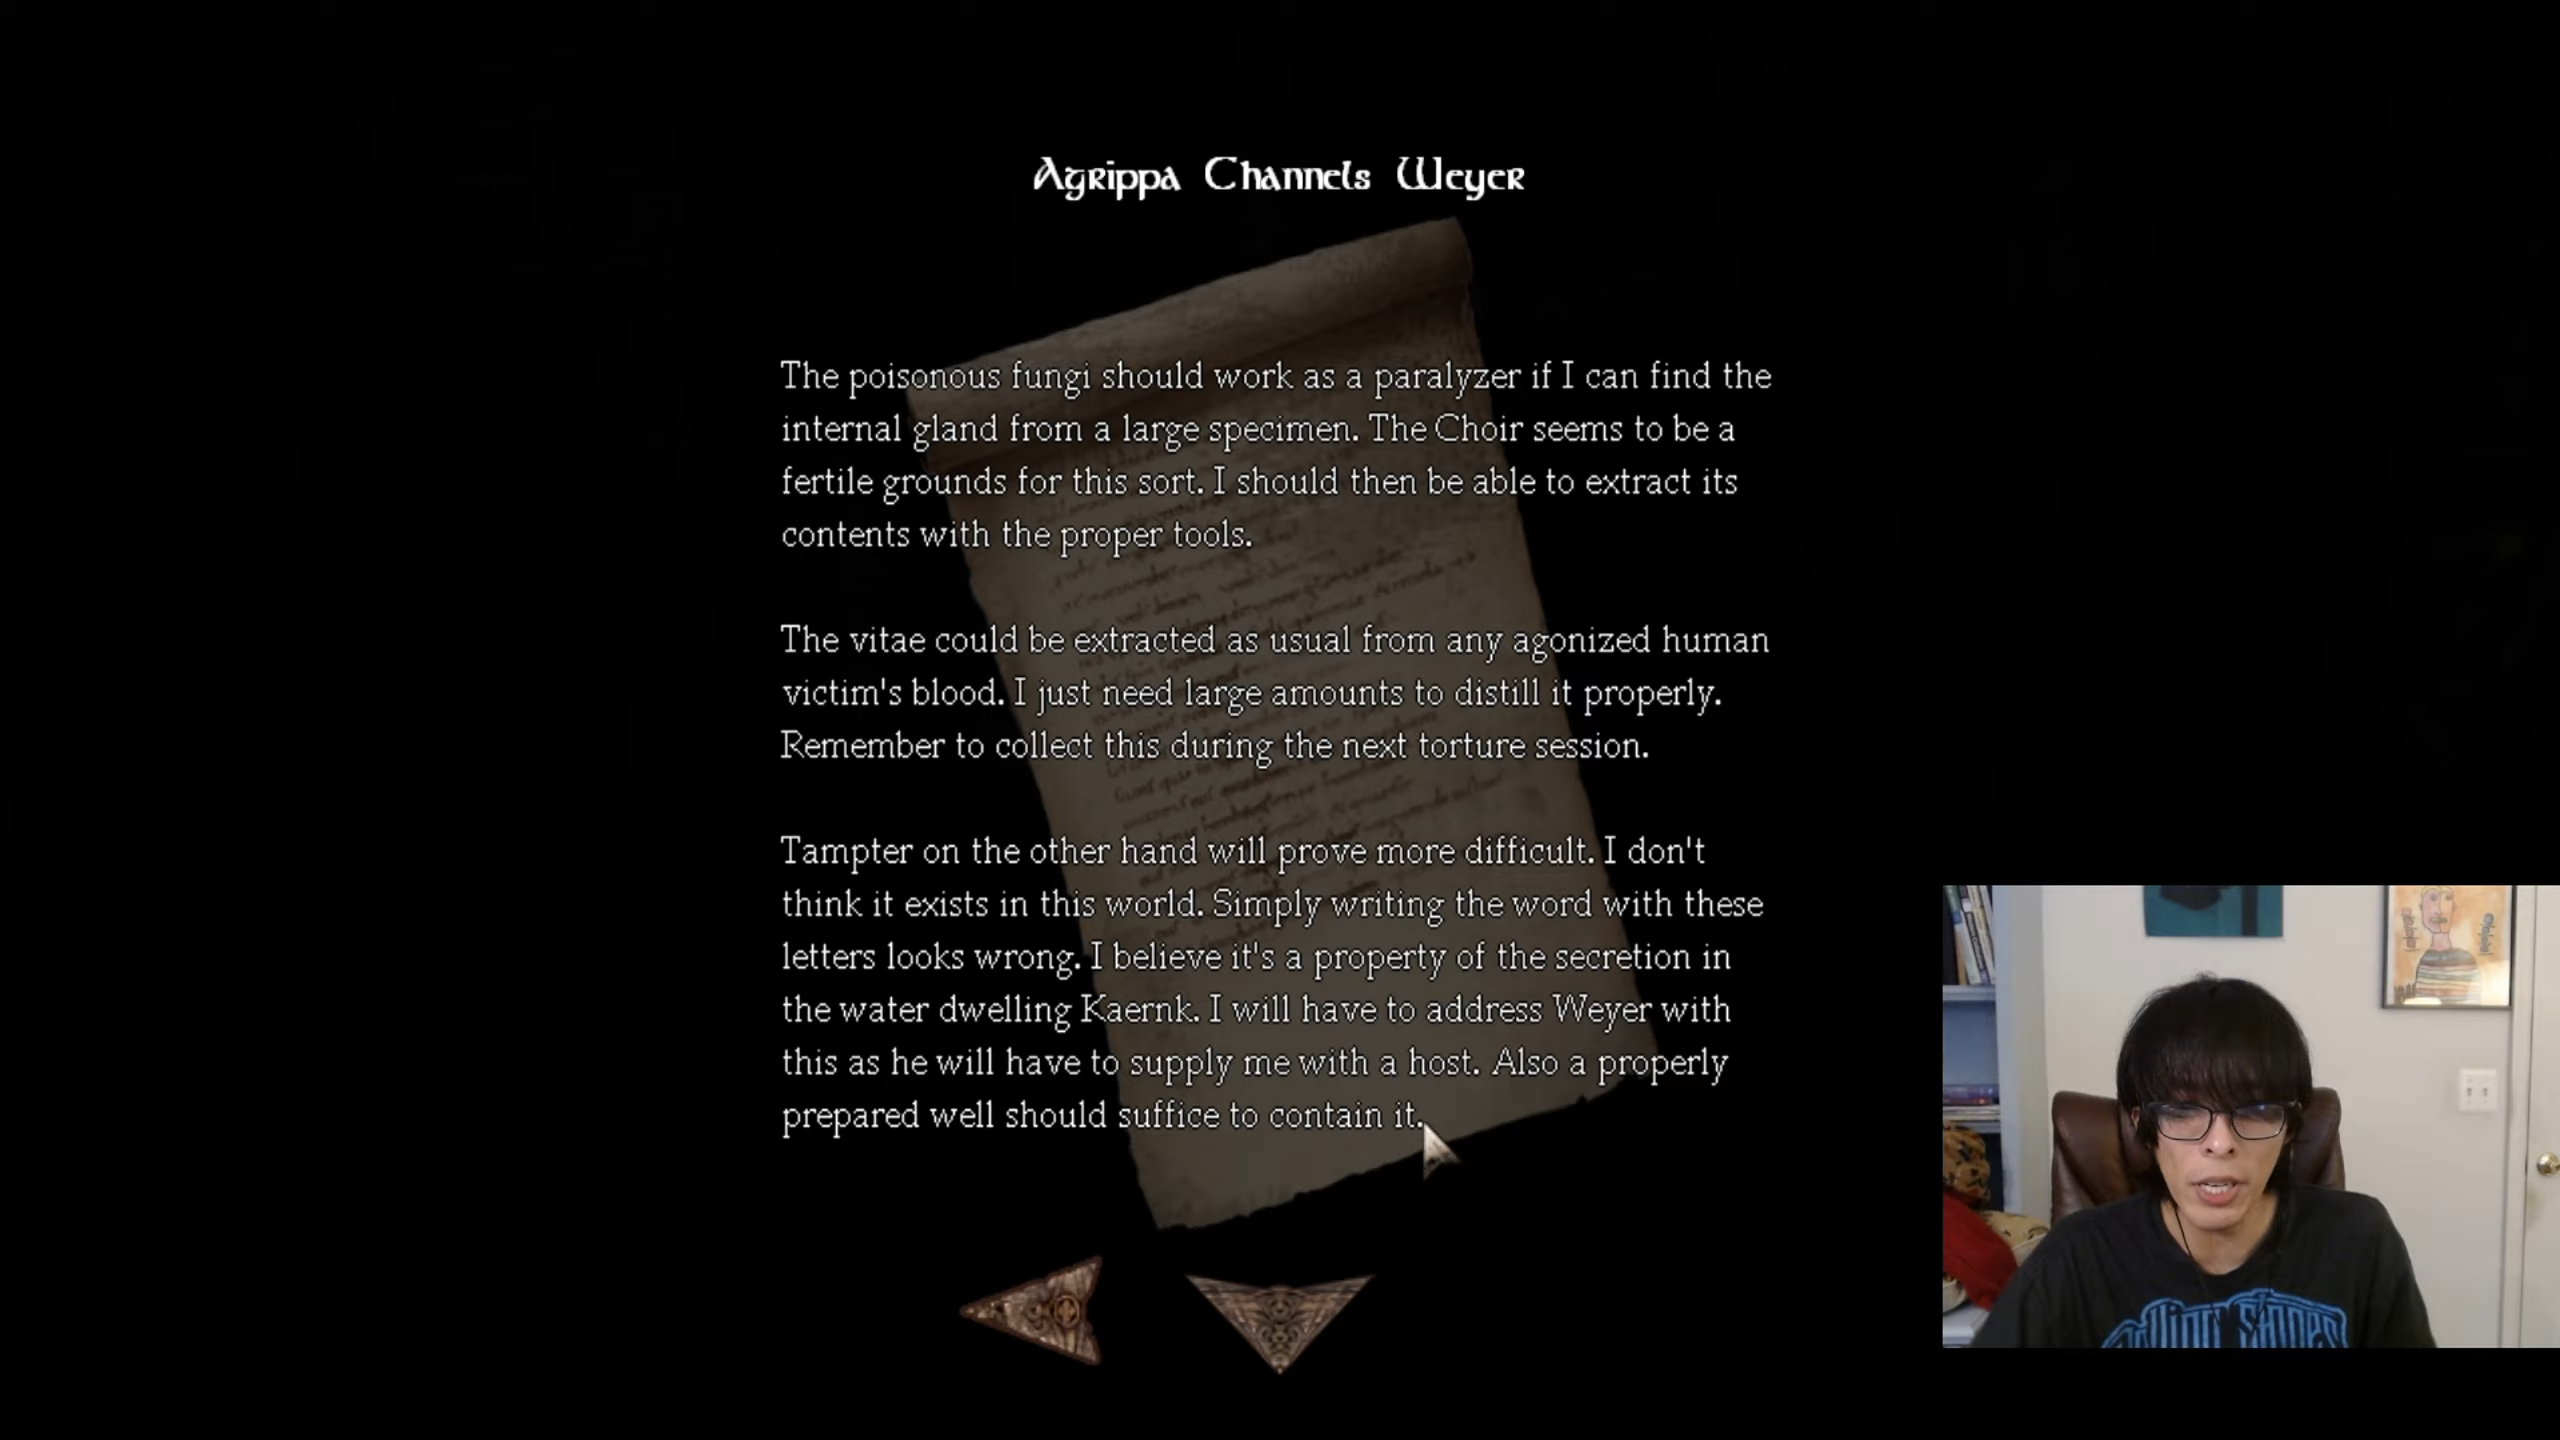 Agrippa Channels Weyer
The poisonous fungi should work as a paralyzer if I can find the
internal gland from a large specimen. The Choir seems to be a
fertile grounds for this sort. I should then be able to extract its
contents with the proper tools.
The vitae could be extracted as usual from any agonized human
victim's blood. I just need large amounts to distill it properly.
Remember to collect this during the next torture session.
Tampter on the other hand will prove more difficult. I don't
think it exists in this world. Simply writing the word with these
letters looks wrong. I believe it's a property of the secretion in
the water dwelling Kaernk. I will have to address Weyer with
this as he will have to supply me with a host. Also a properly
prepared well should suffice to contain it.